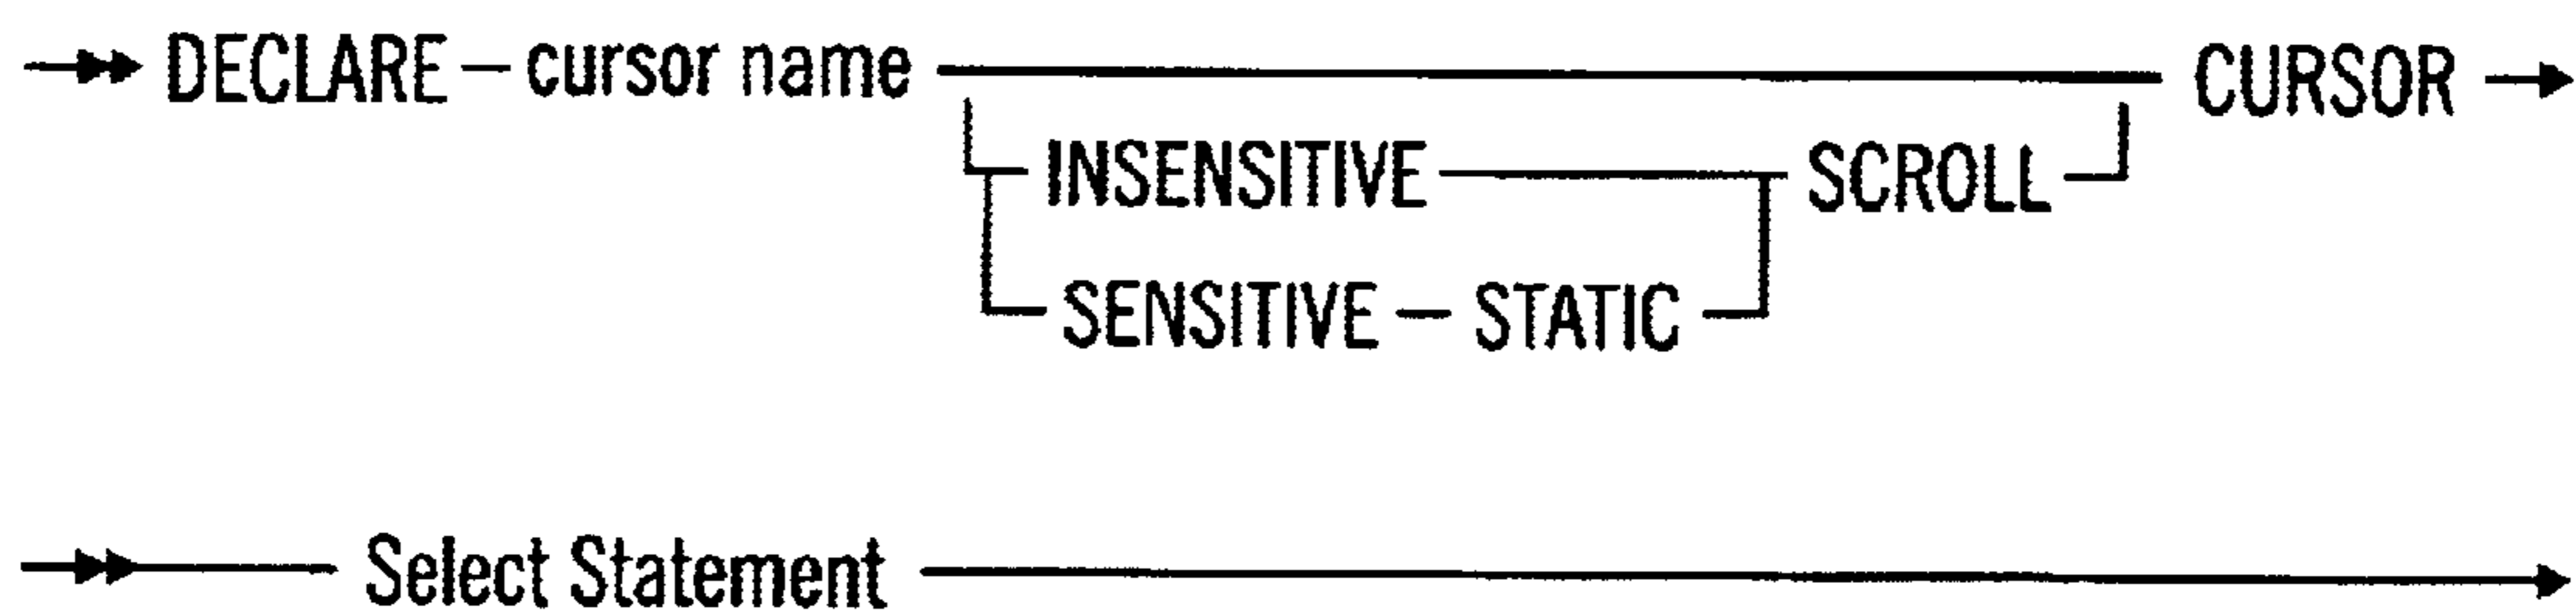 DECLARE cursor name CURSOR
INSENSITIVE SCROLL
SENSITIVE STATIC
Select Statement